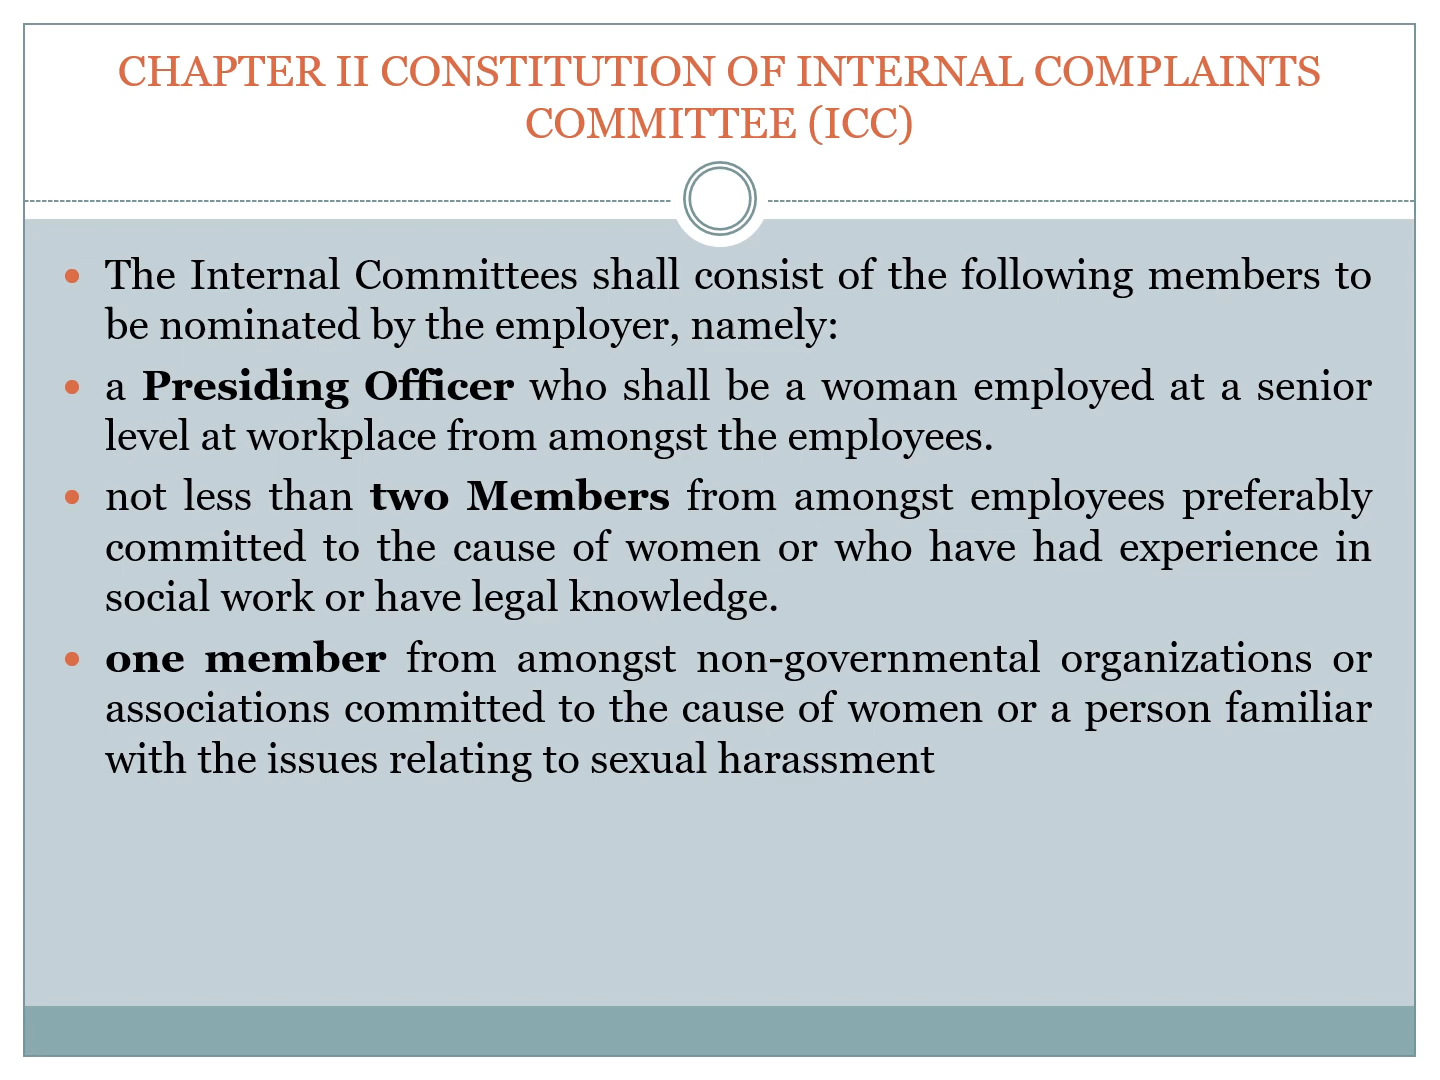 CHAPTER II CONSTITUTION OF INTERNAL COMPLAINTS
COMMITTEE (ICC)
• The Internal Committees shall consist of the following members to
be nominated by the employer, namely:
• a Presiding Officer who shall be a woman employed at a senior
level at workplace from amongst the employees.
• not less than two Members from amongst employees preferably
committed to the cause of women or who have had experience in
social work or have legal knowledge.
• one member from amongst non-governmental organizations or
associations committed to the cause of women or a person familiar
with the issues relating to sexual harassment